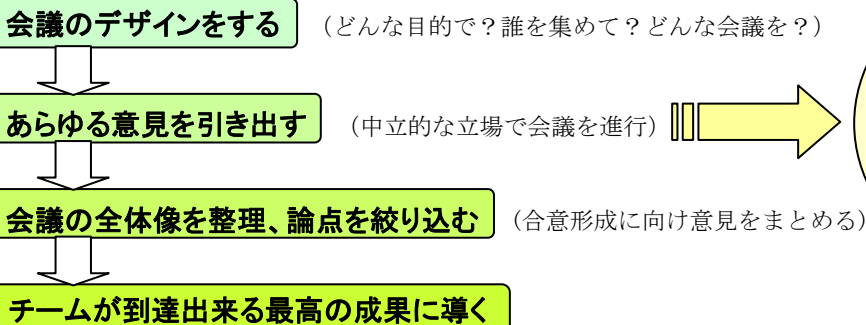 会議のデザインをする （どんな目的で？誰を集めて？どんな会議を？）
あらゆる意見を引き出す （中立的な立場で会議を進行）
会議の全体像を整理、論点を絞り込む （合意形成に向け意見をまとめる）
チームが到達出来る最高の成果に導く